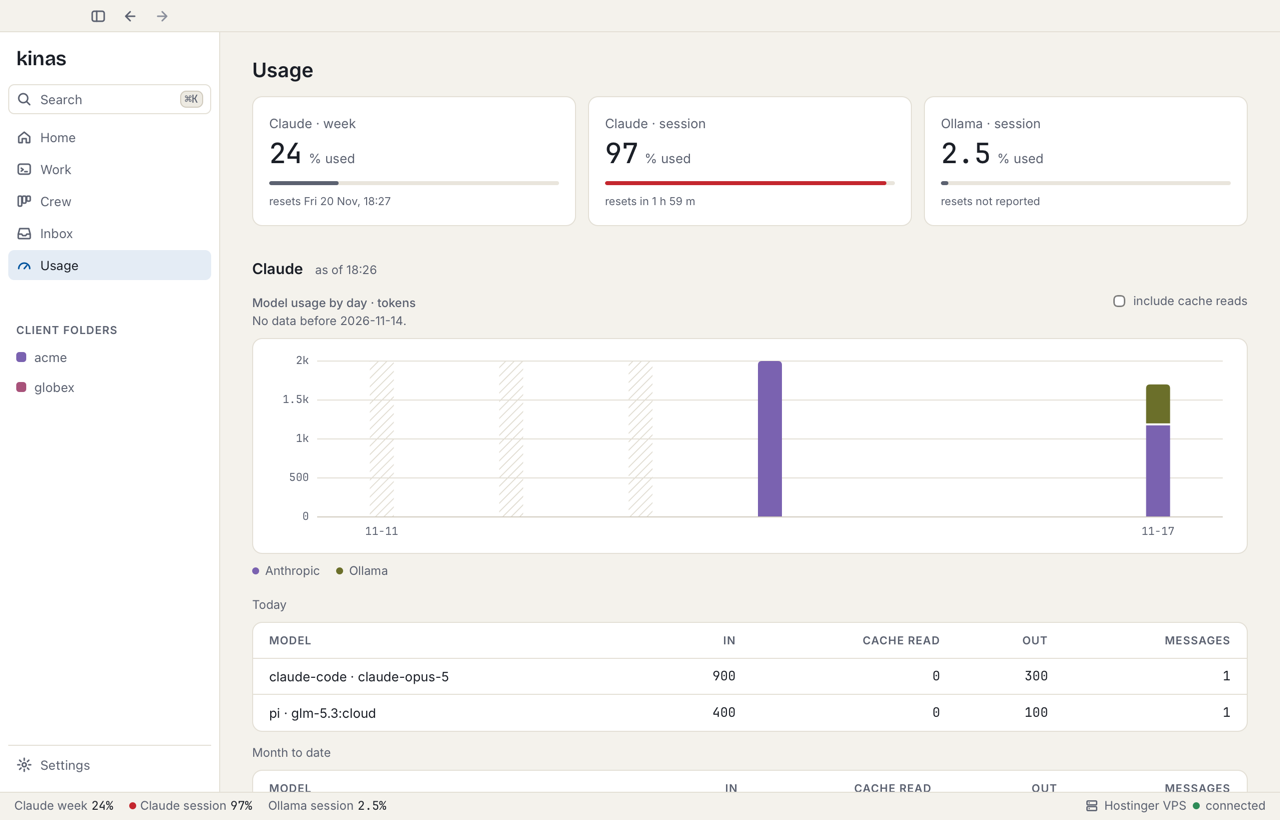 kinas
Search ⌘K
Home
Work
Crew
Inbox
Usage
CLIENT FOLDERS
acme
globex
Settings
Usage
Claude · week
24 % used
resets Fri 20 Nov, 18:27
Claude · session
97 % used
resets in 1 h 59 m
Ollama · session
2.5 % used
resets not reported
Claude as of 18:26
Model usage by day · tokens
include cache reads
No data before 2026-11-14.
2k
1.5k
1k
500
0
11-11 11-17
Anthropic Ollama
Today
MODEL IN CACHE READ OUT MESSAGES
claude-code · claude-opus-5 900 0 300 1
pi · glm-5.3:cloud 400 0 100 1
Month to date
MODEL IN CACHE READ OUT MESSAGES
Claude week 24% Claude session 97% Ollama session 2.5% Hostinger VPS connected